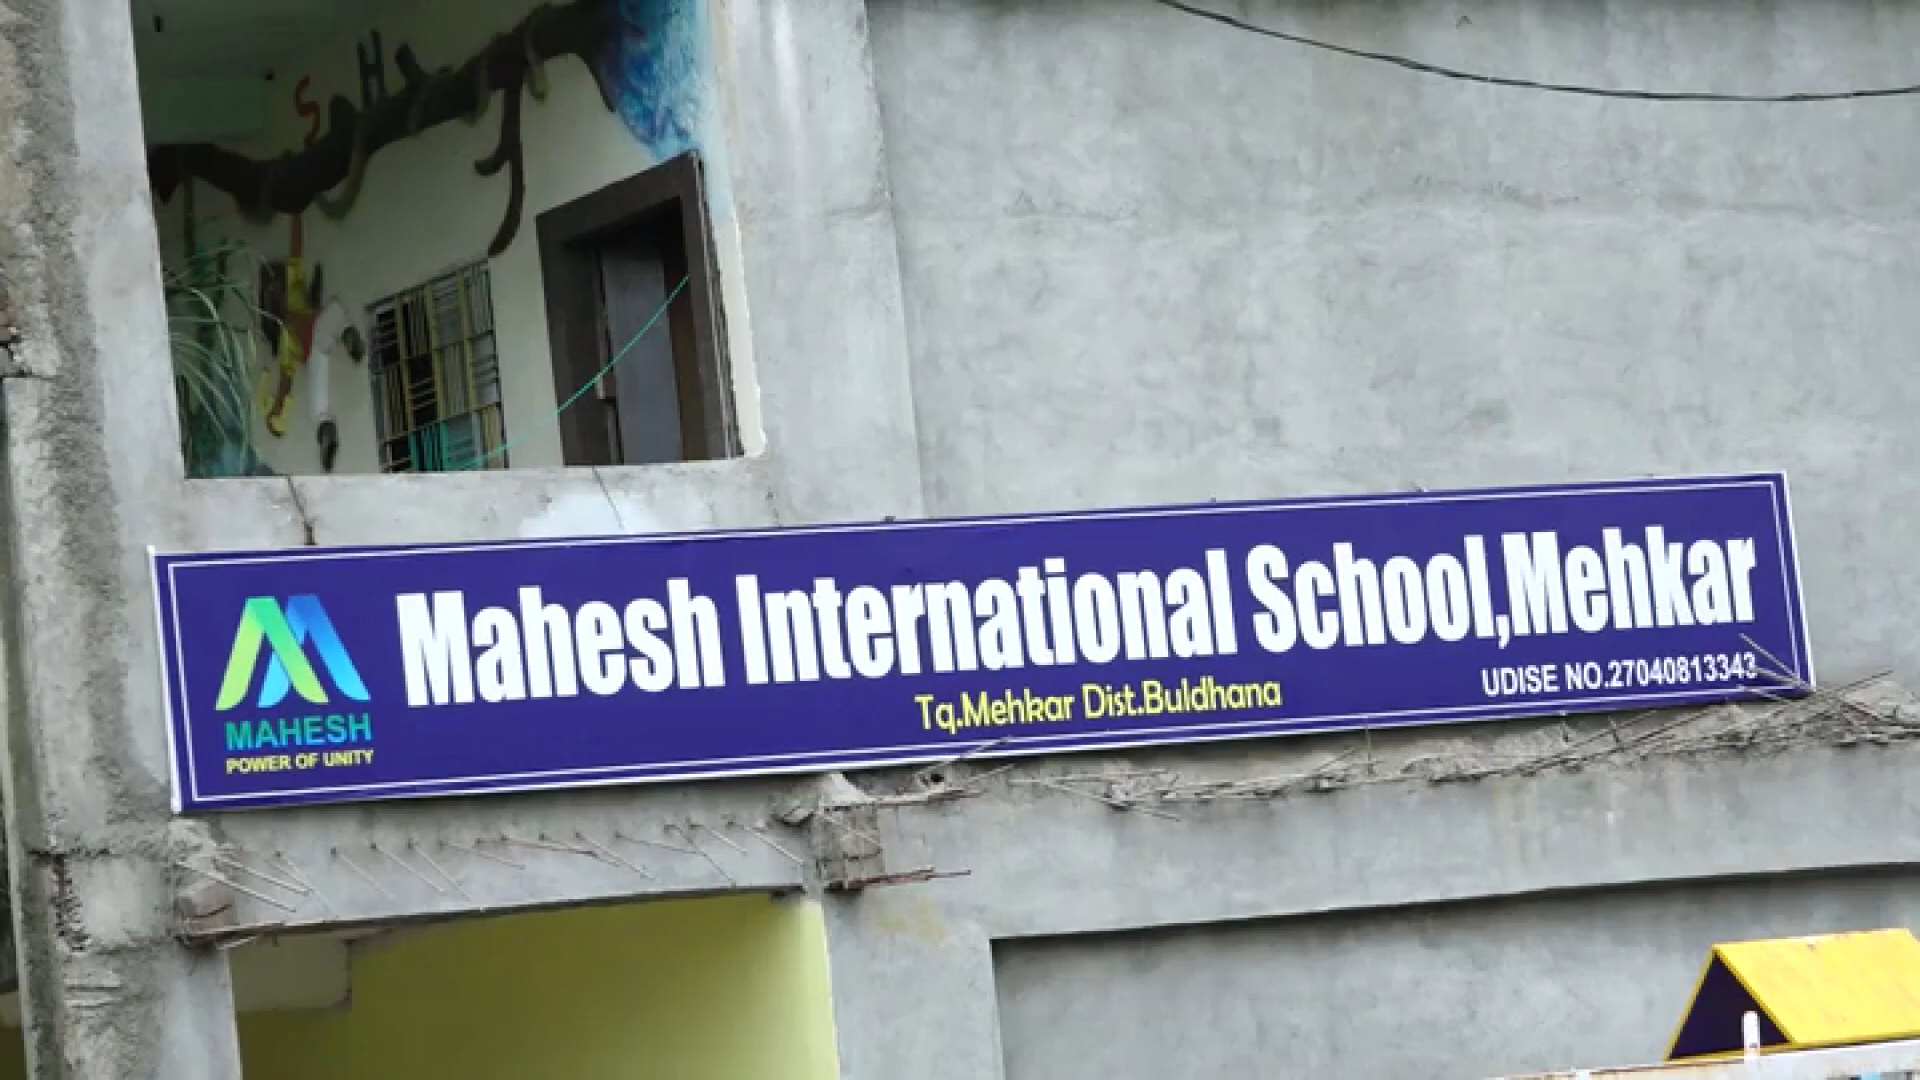 Mahesh International School,Mehkar
Tq.Mehkar Dist.Buldhana
UDISE NO.27040813343
MAHESH
POWER OF UNITY